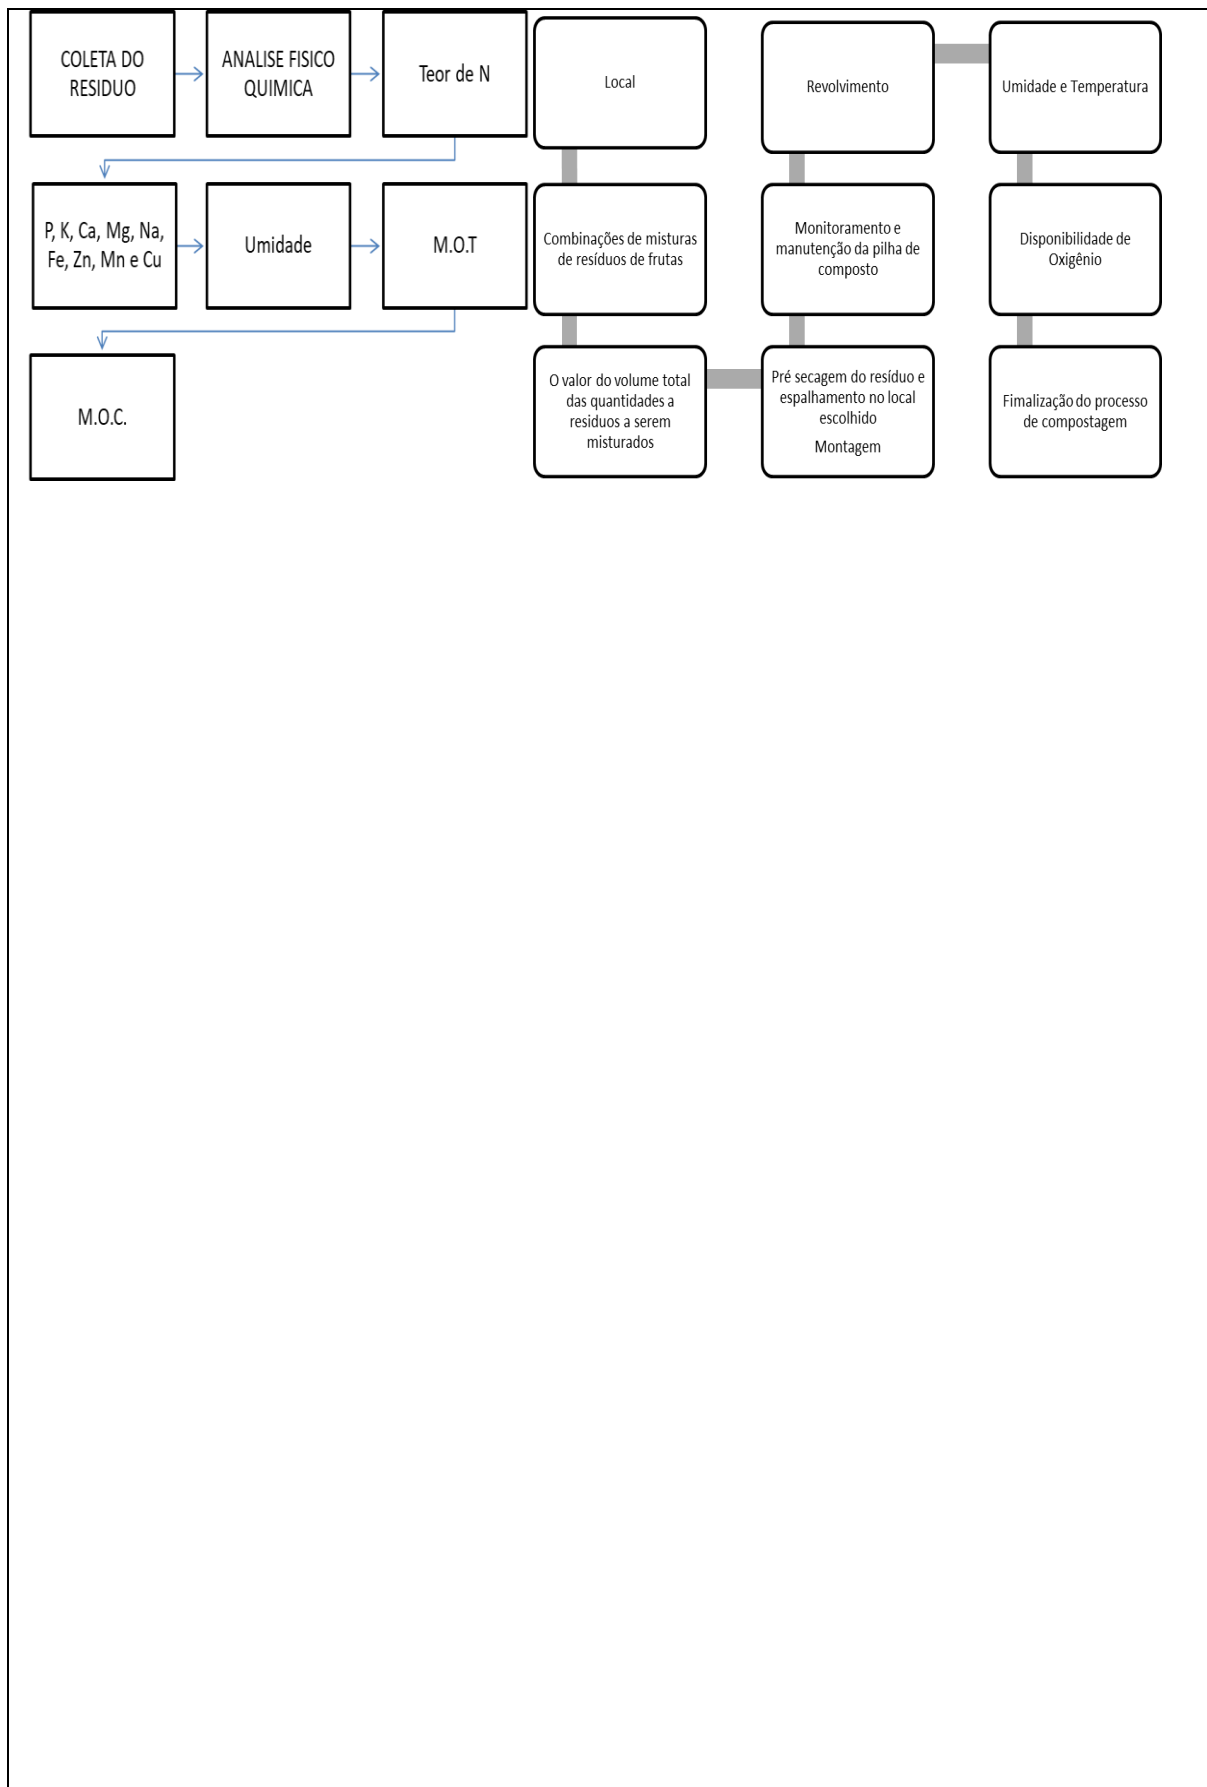 COLETA DO
RESIDUO
ANALISE FISICO
QUIMICA
Teor de N
P, K, Ca, Mg, Na,
Fe, Zn, Mn e Cu
Umidade
M.O.T
M.O.C.
Local
Combinações de misturas
de resíduos de frutas
O valor do volume total
das quantidades a
residuos a serem
misturados
Pré secagem do resíduo e
espalhamento no local
escolhido
Montagem
Monitoramento e
manutenção da pilha de
composto
Revolvimento
Umidade e Temperatura
Disponibilidade de
Oxigênio
Fimalização do processo
de compostagem